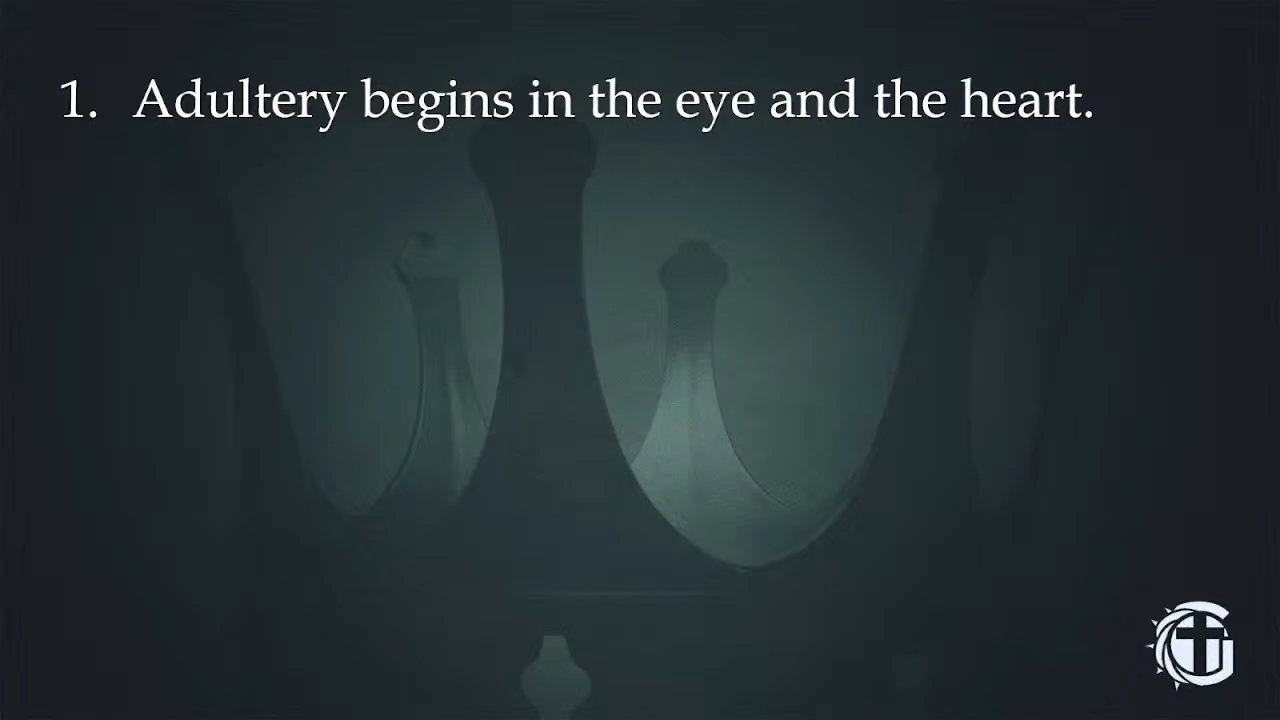 1. Adultery begins in the eye and the heart.